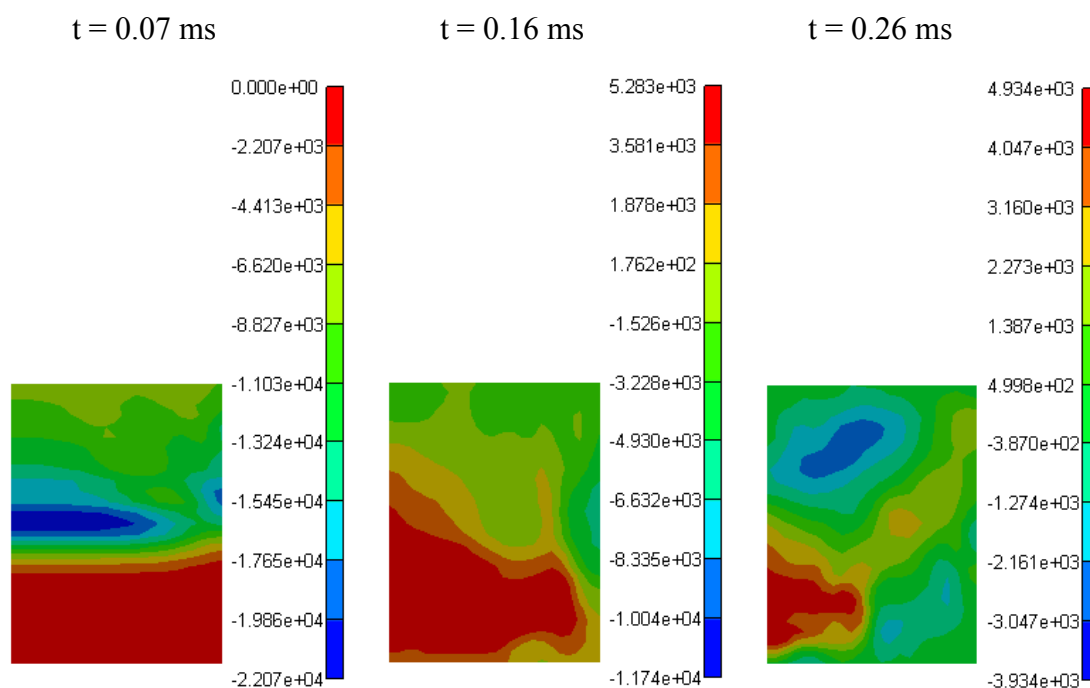 t = 0.07 ms
t = 0.16 ms
t = 0.26 ms
0.000e+00
-2.207e+03
-4.413e+03
-6.620e+03
-8.827e+03
-1.103e+04
-1.324e+04
-1.545e+04
-1.765e+04
-1.986e+04
-2.207e+04
5.283e+03
3.581e+03
1.878e+03
1.762e+02
-1.526e+03
-3.228e+03
-4.930e+03
-6.632e+03
-8.335e+03
-1.004e+04
-1.174e+04
4.934e+03
4.047e+03
3.160e+03
2.273e+03
1.387e+03
4.998e+02
-3.870e+02
-1.274e+03
-2.161e+03
-3.047e+03
-3.934e+03